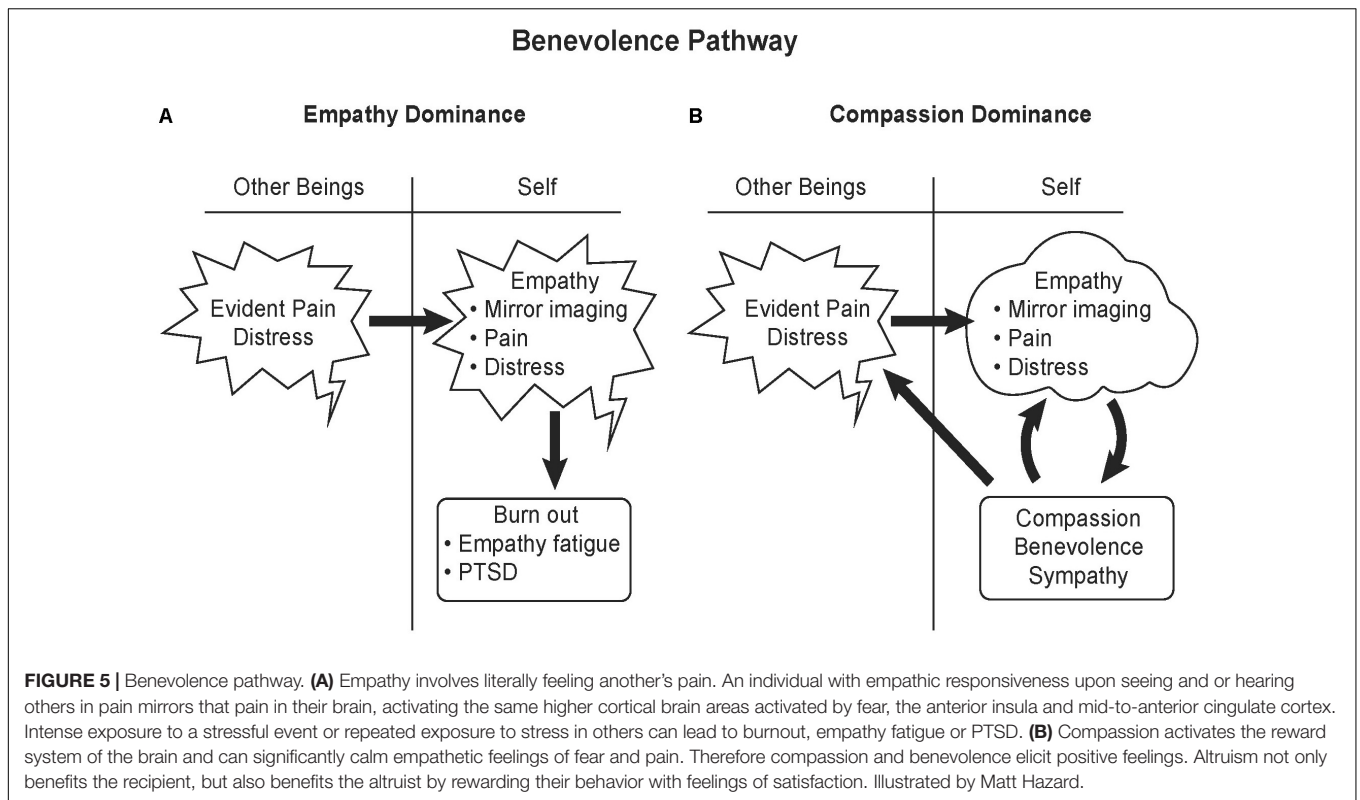 Benevolence Pathway
A
Empathy Dominance
Other Beings
Self
Evident Pain
Distress
Empathy
• Mirror imaging
• Pain
• Distress
Burn out
• Empathy fatigue
• PTSD
B
Compassion Dominance
Other Beings
Self
Evident Pain
Distress
Empathy
• Mirror imaging
• Pain
• Distress
Compassion
Benevolence
Sympathy
FIGURE 5 | Benevolence pathway. (A) Empathy involves literally feeling another's pain. An individual with empathic responsiveness upon seeing and or hearing
others in pain mirrors that pain in their brain, activating the same higher cortical brain areas activated by fear, the anterior insula and mid-to-anterior cingulate cortex.
Intense exposure to a stressful event or repeated exposure to stress in others can lead to burnout, empathy fatigue or PTSD. (B) Compassion activates the reward
system of the brain and can significantly calm empathetic feelings of fear and pain. Therefore compassion and benevolence elicit positive feelings. Altruism not only
benefits the recipient, but also benefits the altruist by rewarding their behavior with feelings of satisfaction. Illustrated by Matt Hazard.